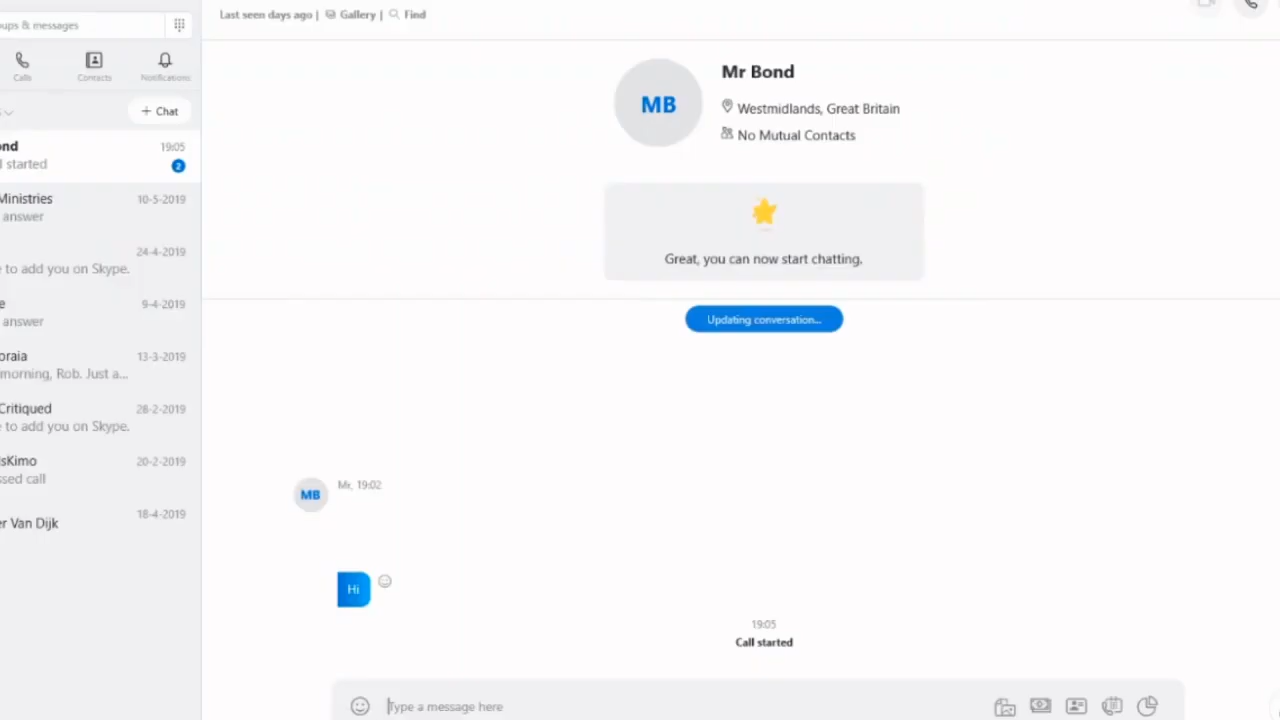 oups & messages
Calls
Contacts
Notifications
+ Chat
ond
19:05
l started
2
Ministries
10-5-2019
answer
24-4-2019
e to add you on Skype.
e
9-4-2019
answer
oraia
13-3-2019
morning, Rob. Just a...
Critiqued
28-2-2019
e to add you on Skype.
lsKimo
20-2-2019
ssed call
18-4-2019
er Van Dijk
Last seen days ago | Gallery | Find
MB
Mr Bond
Westmidlands, Great Britain
No Mutual Contacts
Great, you can now start chatting.
Updating conversation...
MB
Mr, 19:02
Hi
19:05
Call started
Type a message here